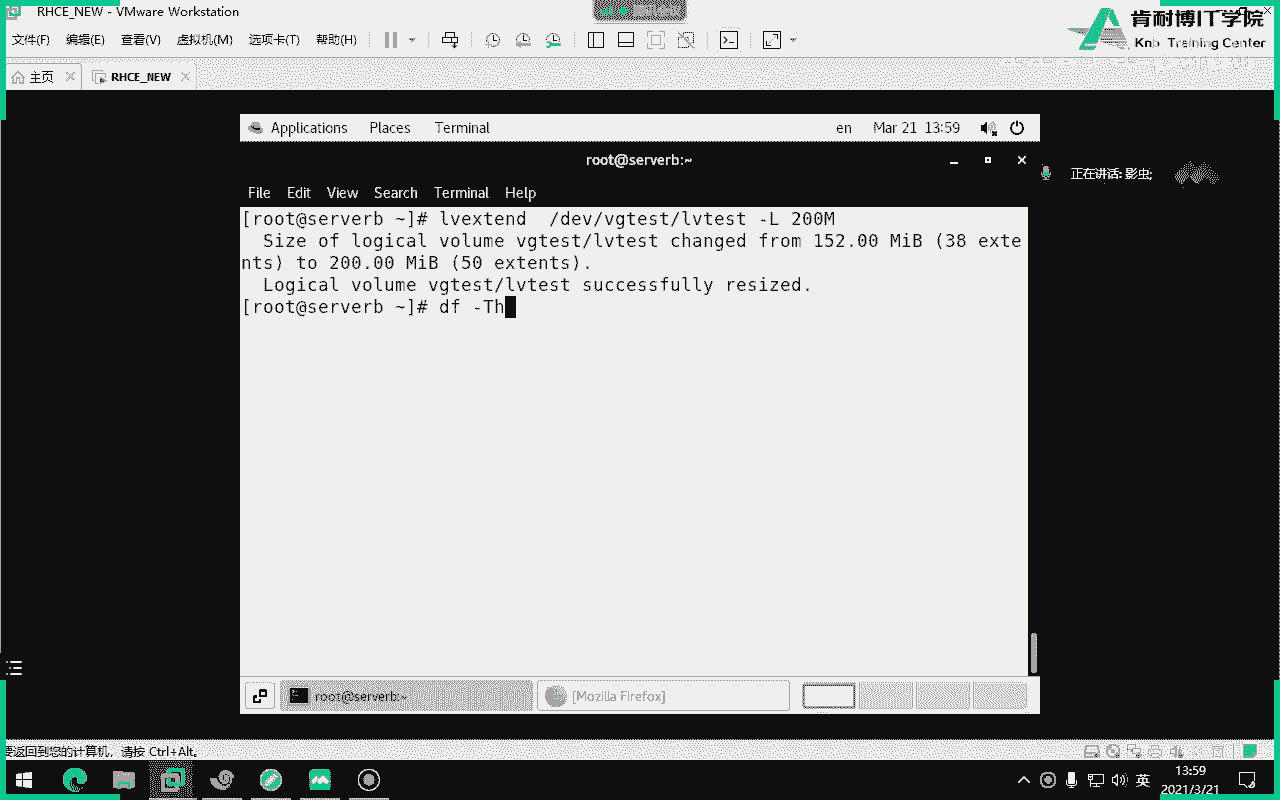 RHCE_NEW - VMware Workstation
肯耐博IT学院
文件(F) 编辑(E) 查看(V) 虚拟机(M) 选项卡(T) 帮助(H)
Knb Training Center
主页 RHCE_NEW
Applications Places Terminal en Mar 21 13:59
root@serverb:~
正在讲话: 影虫;
File Edit View Search Terminal Help
[root@serverb ~]# lvextend  /dev/vgtest/lvtest -L 200M
  Size of logical volume vgtest/lvtest changed from 152.00 MiB (38 exte
nts) to 200.00 MiB (50 extents).
  Logical volume vgtest/lvtest successfully resized.
[root@serverb ~]# df -Th
root@serverb:~ [Mozilla Firefox]
要返回到您的计算机，请按 Ctrl+Alt。
英 13:59
2021/3/21